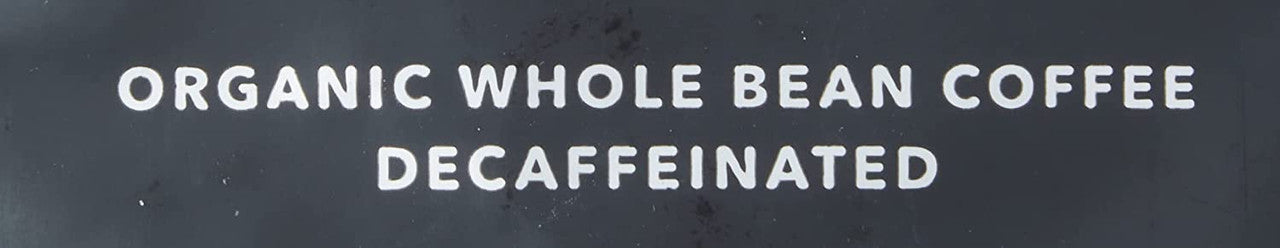 ORGANIC WHOLE BEAN COFFEE
DECAFFEINATED